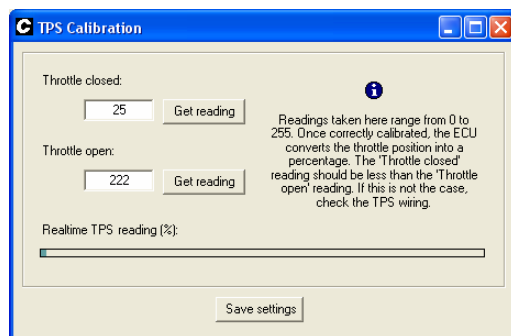 C TPS Calibration
Throttle closed:
25
Get reading
Throttle open:
222
Get reading
Realtime TPS reading (%):
Readings taken here range from 0 to
255. Once correctly calibrated, the ECU
converts the throttle position into a
percentage. The 'Throttle closed'
reading should be less than the 'Throttle
open' reading. If this is not the case,
check the TPS wiring.
Save settings